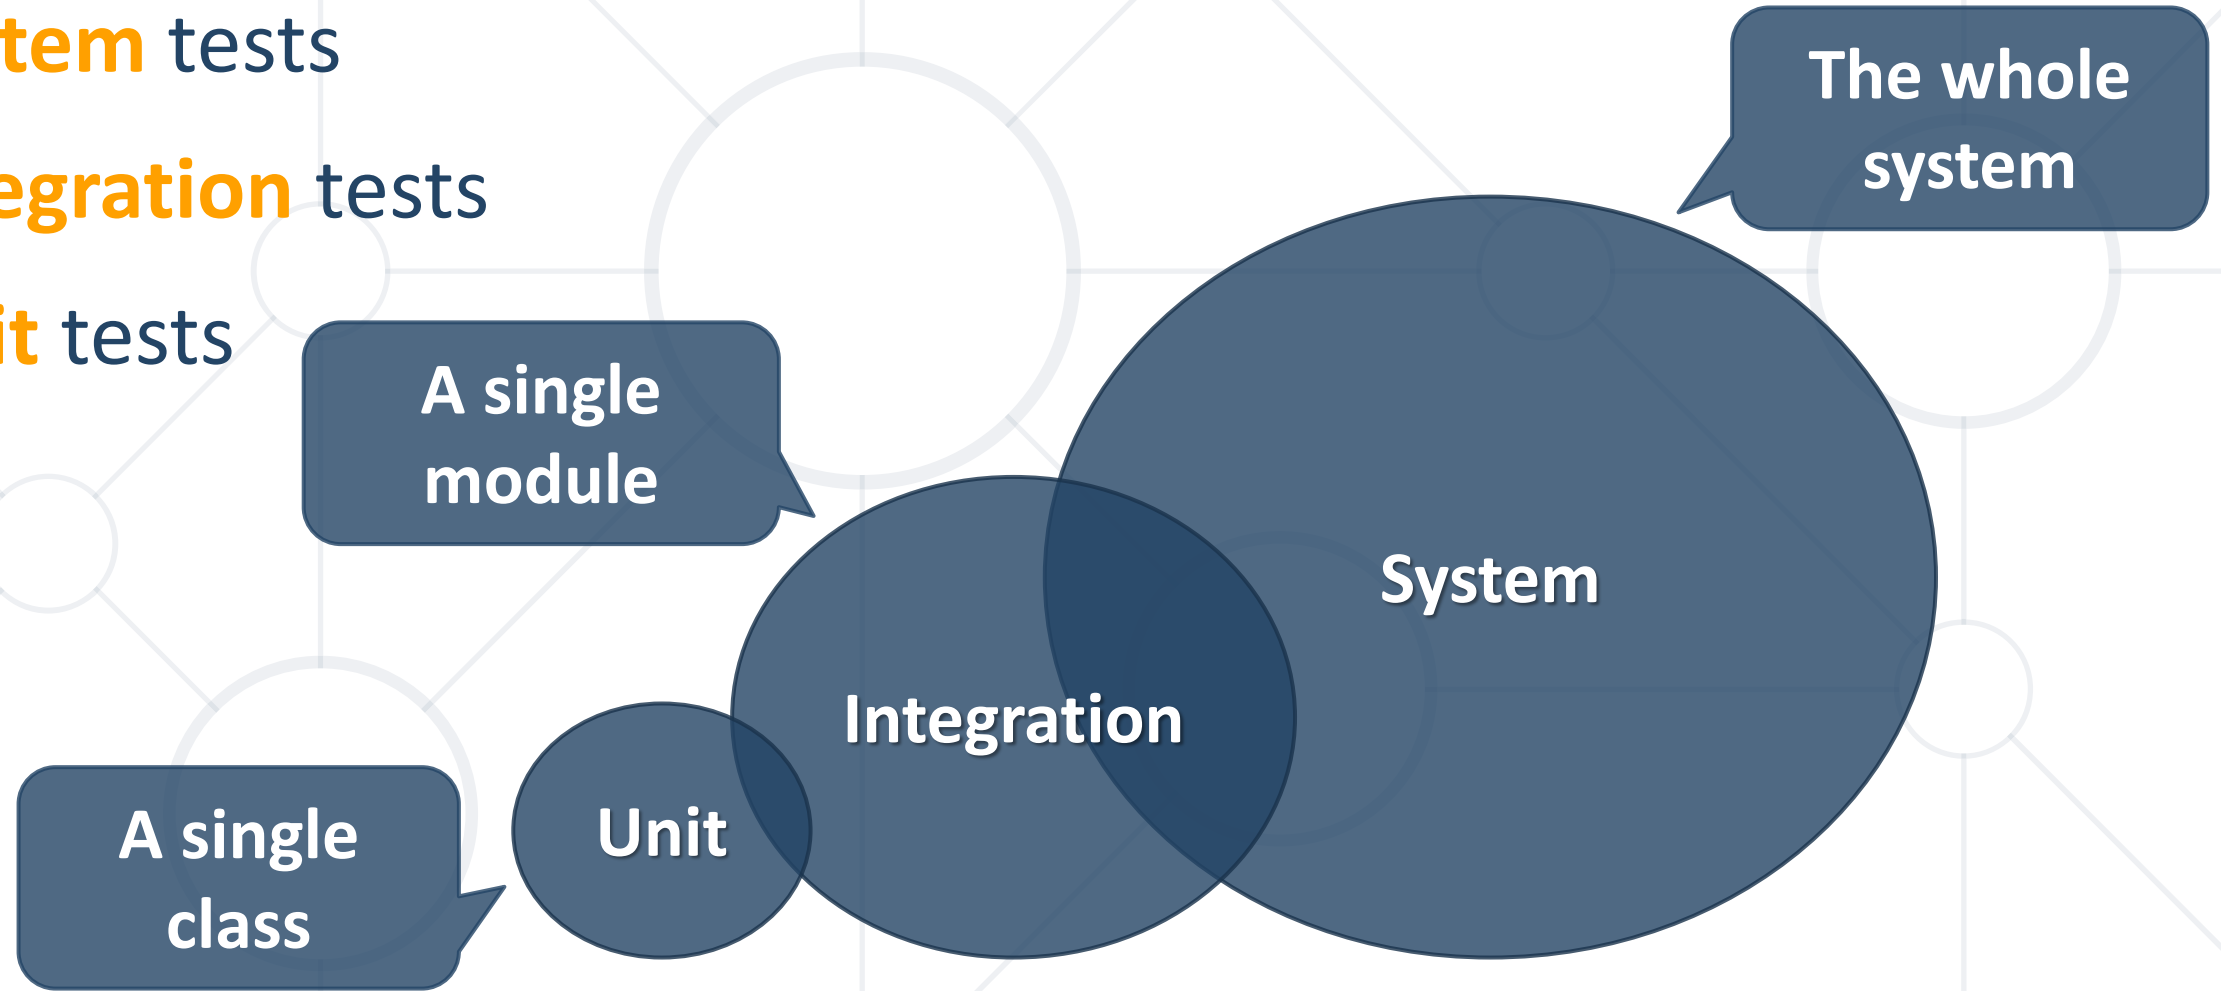 tem tests
egration tests
it tests
The whole
system
A single
module
System
Integration
Unit
A single
class